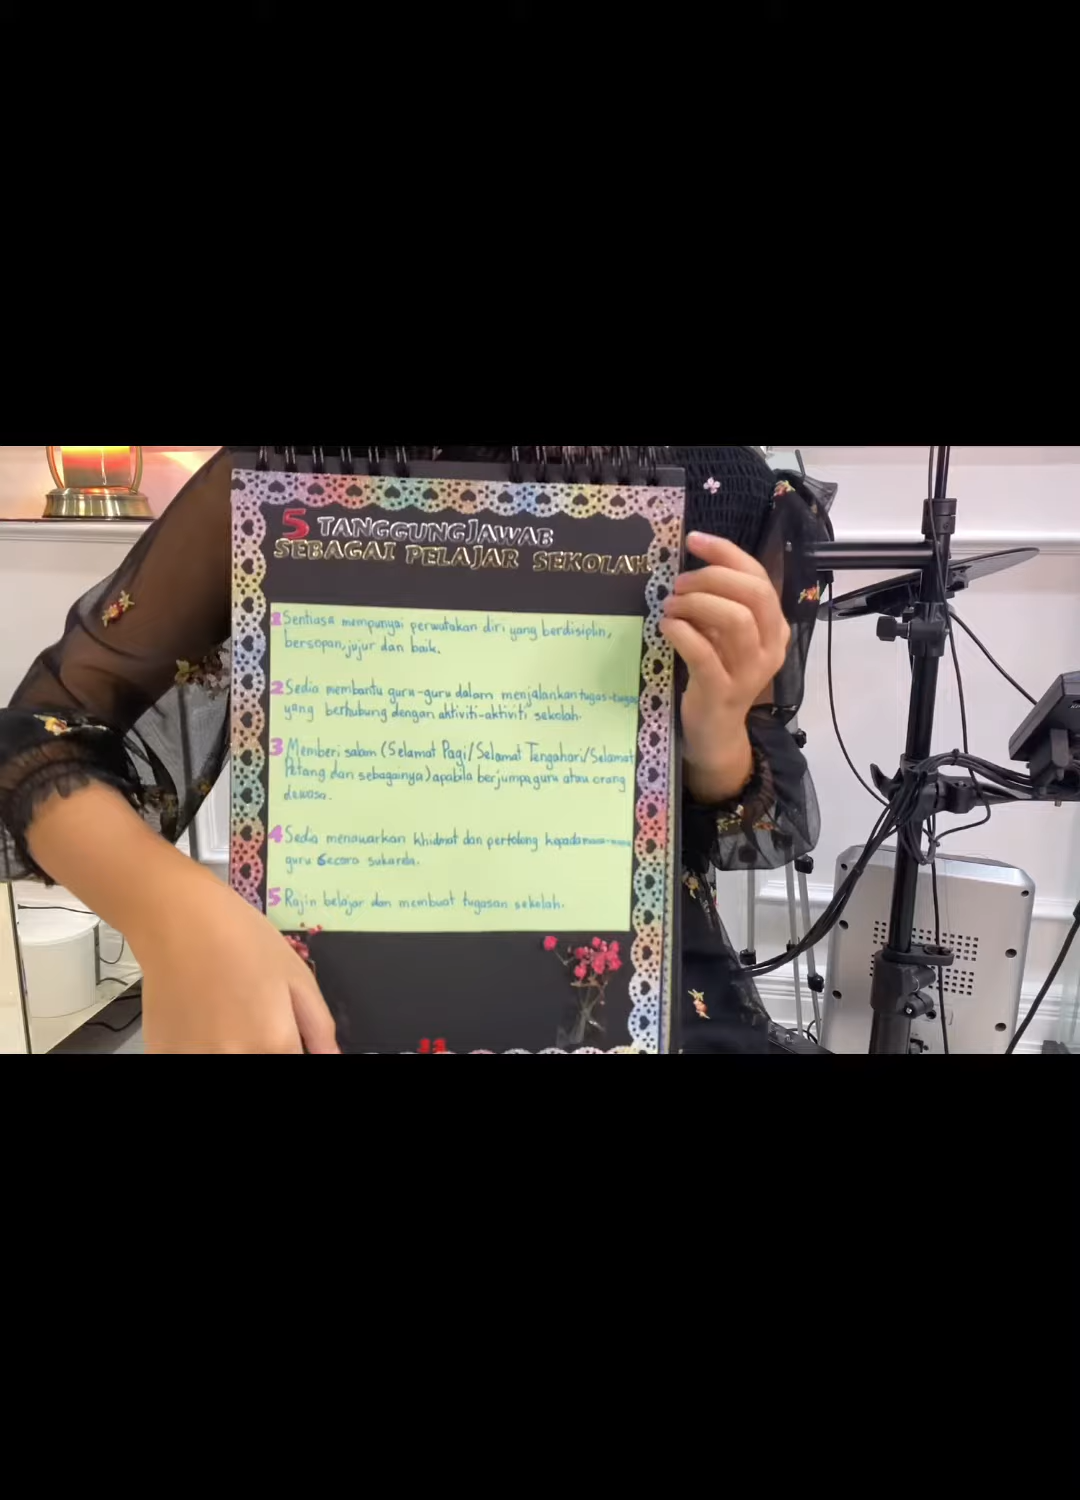 5 TANGGUNGJAWAB
SEBAGAI PELAJAR SEKOLAH
1 Sentiasa mempunyai perwatakan diri yang berdisiplin,
bersopan, jujur dan baik.
2 Sedia membantu guru-guru dalam menjalankan tugas-tugas
yang berhubung dengan aktiviti-aktiviti sekolah.
3 Memberi salam (Selamat Pagi/Selamat Tengahari/Selamat
Petang dan sebagainya) apabila berjumpa guru atau orang
dewasa.
4 Sedia menawarkan khidmat dan pertolong kepada mana-mana
guru secara sukarela.
5 Rajin belajar dan membuat tugasan sekolah.